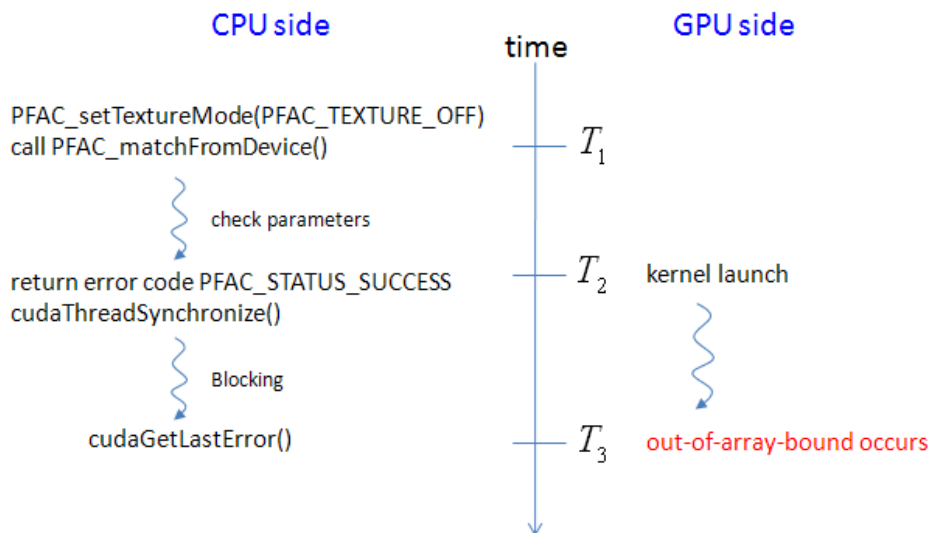 CPU side
GPU side
time
PFAC_setTextureMode(PFAC_TEXTURE_OFF)
call PFAC_matchFromDevice()
T1
check parameters
return error code PFAC_STATUS_SUCCESS
cudaThreadSynchronize()
T2
kernel launch
Blocking
cudaGetLastError()
T3
out-of-array-bound occurs